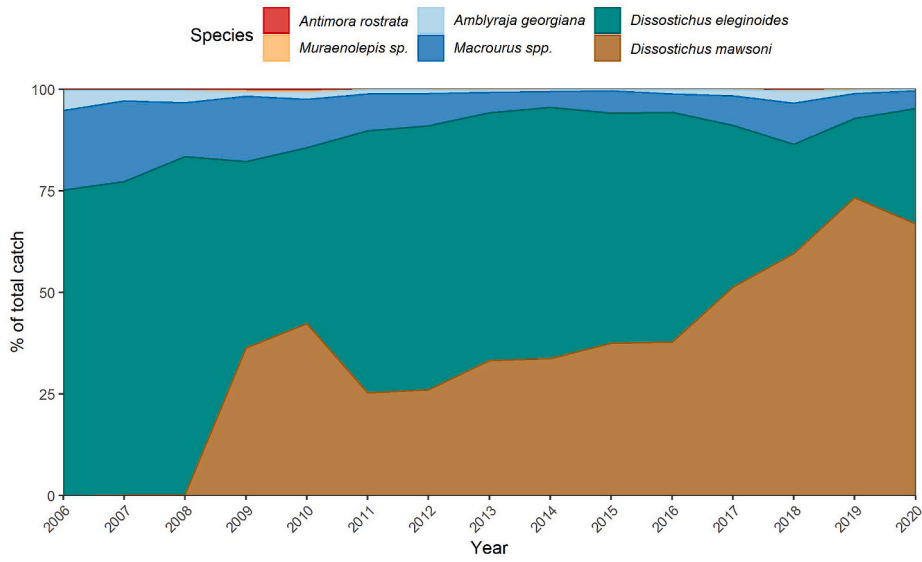 Species
Antimora rostrata
Amblyraja georgiana
Dissostichus eleginoides
Muraenolepis sp.
Macrourus spp.
Dissostichus mawsoni
% of total catch
100
75
50
25
0
2006 2007 2008 2009 2010 2011 2012 2013 2014 2015 2016 2017 2018 2019 2020
Year